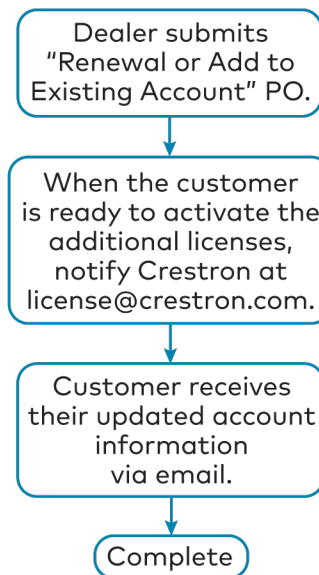 Dealer submits
“Renewal or Add to
Existing Account” PO.
When the customer
is ready to activate the
additional licenses,
notify Crestron at
license@crestron.com.
Customer receives
their updated account
information
via email.
Complete